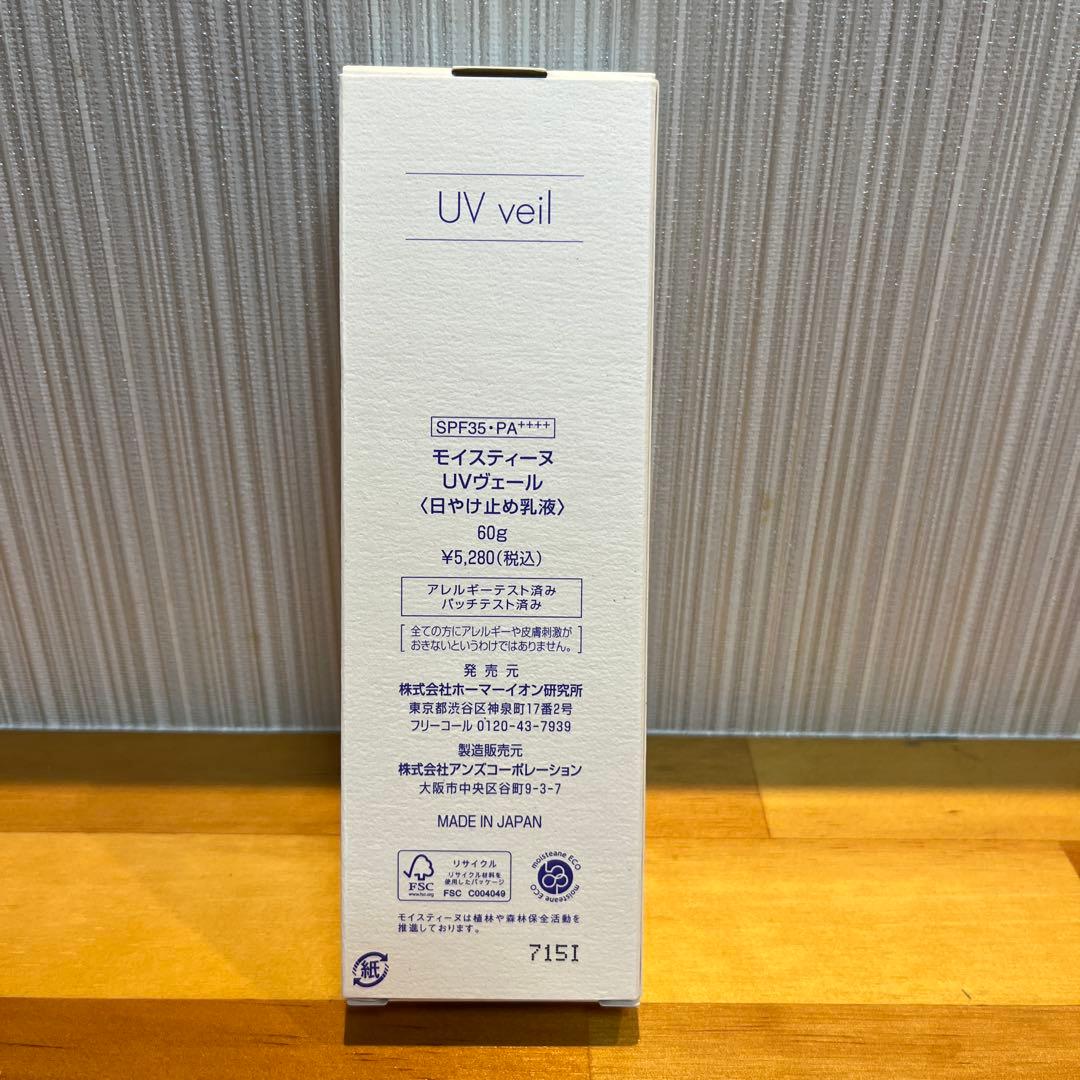 UV veil
SPF35・PA++++
モイスティーヌ
UVヴェール
〈日やけ止め乳液〉
60g
¥5,280(税込)
アレルギーテスト済み
パッチテスト済み
[全ての方にアレルギーや皮膚刺激が
おきないというわけではありません。]
発売元
株式会社ホーマーイオン研究所
東京都渋谷区神泉町17番2号
フリーコール 0120-43-7939
製造販売元
株式会社アンズコーポレーション
大阪市中央区谷町9-3-7
MADE IN JAPAN
FSC
www.fsc.org
リサイクル
リサイクル材料を
使用したパッケージ
FSC C004049
moisteane ECO
moisteane ECO
モイスティーヌは植林や森林保全活動を
推進しております。
715I
紙